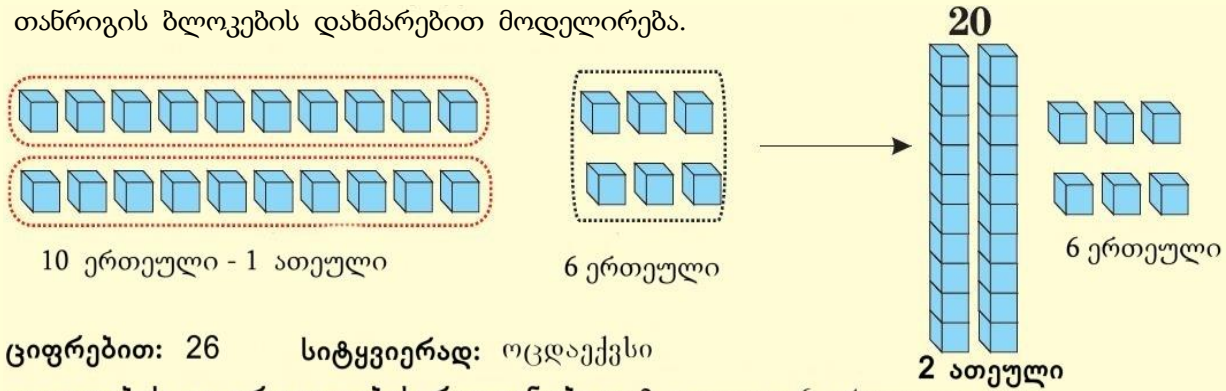 თანრიგის ბლოკების დახმარებით მოდელირება.
20
10 ერთეული - 1 ათეული
6 ერთეული
6 ერთეული
ციფრებით: 26 სიტყვიერად: ოცდაექვსი
2 ათეული